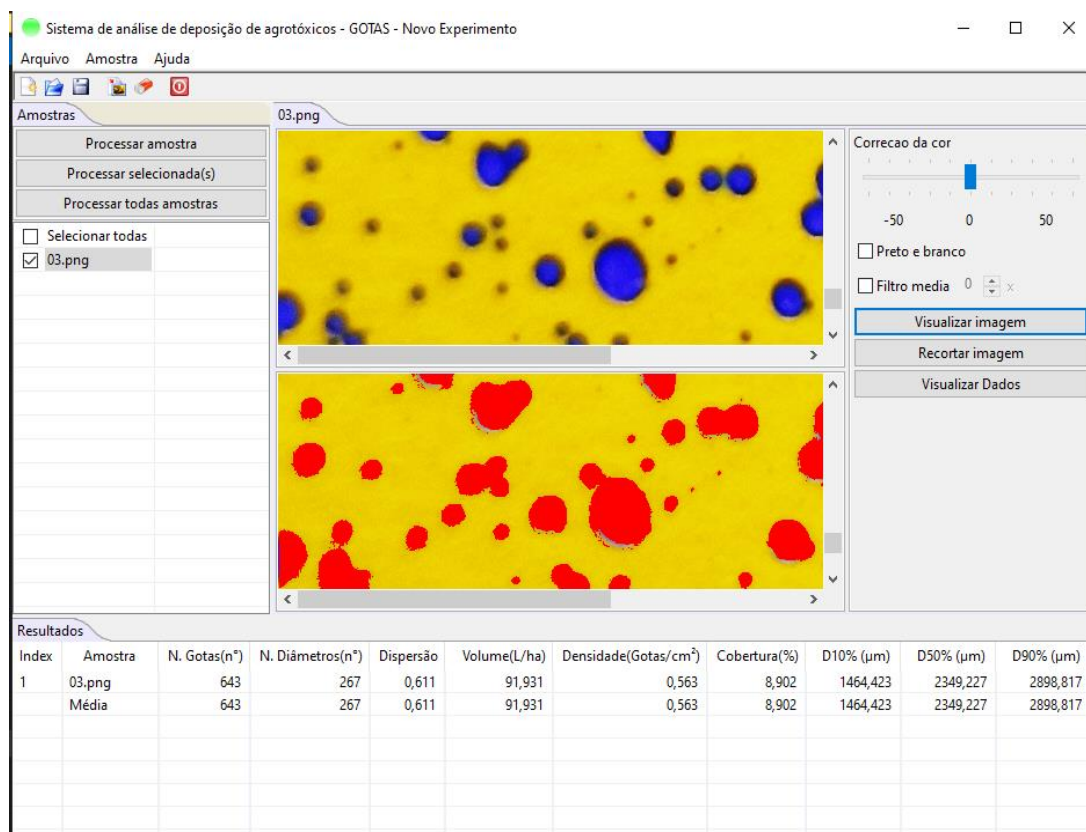 Sistema de análise de deposição de agrotóxicos - GOTAS - Novo Experimento
Arquivo Amostra Ajuda
Amostras
Processar amostra
Processar selecionada(s)
Processar todas amostras
Selecionar todas
03.png
03.png
Correcao da cor
-50 0 50
Preto e branco
Filtro media 0 x
Visualizar imagem
Recortar imagem
Visualizar Dados
Resultados
Index Amostra N. Gotas(n°) N. Diâmetros(n°) Dispersão Volume(L/ha) Densidade(Gotas/cm²) Cobertura(%) D10% (µm) D50% (µm) D90% (µm)
1 03.png 643 267 0,611 91,931 0,563 8,902 1464,423 2349,227 2898,817
Média 643 267 0,611 91,931 0,563 8,902 1464,423 2349,227 2898,817